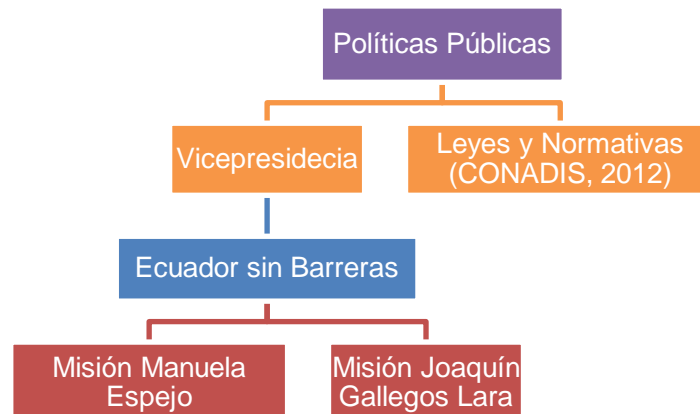 Políticas Públicas
Vicepresidecia
Leyes y Normativas
(CONADIS, 2012)
Ecuador sin Barreras
Misión Manuela
Espejo
Misión Joaquín
Gallegos Lara